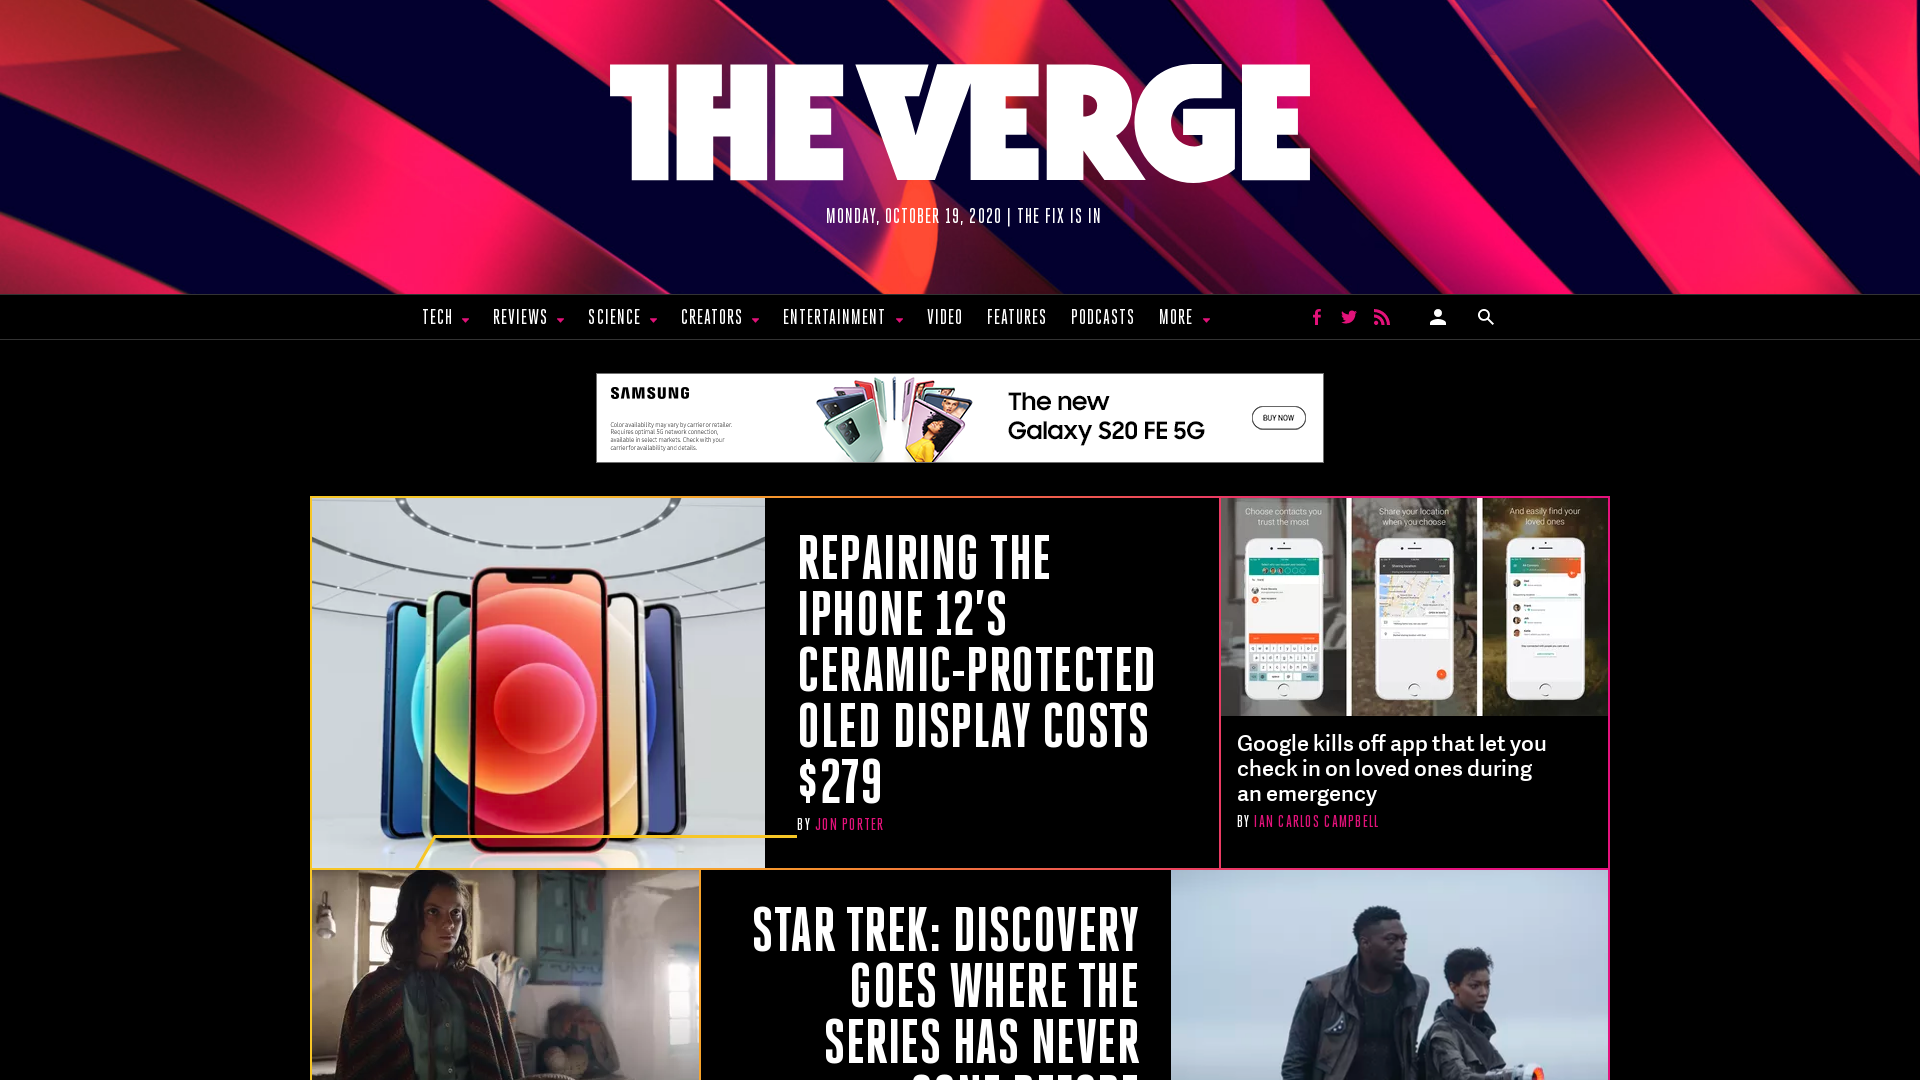 THE VERGE
MONDAY, OCTOBER 19, 2020 | THE FIX IS IN
TECH REVIEWS SCIENCE CREATORS ENTERTAINMENT VIDEO FEATURES PODCASTS MORE
SAMSUNG
Color availability may vary by carrier or retailer.
Requires optimal 5G network connection,
available in select markets. Check with your
carrier for availability and details.
The new
Galaxy S20 FE 5G
BUY NOW
REPAIRING THE
IPHONE 12'S
CERAMIC-PROTECTED
OLED DISPLAY COSTS
$279
BY JON PORTER
Choose contacts you
trust the most
Share your location
when you choose
And easily find your
loved ones
Google kills off app that let you
check in on loved ones during
an emergency
BY IAN CARLOS CAMPBELL
STAR TREK: DISCOVERY
GOES WHERE THE
SERIES HAS NEVER
GONE BEFORE